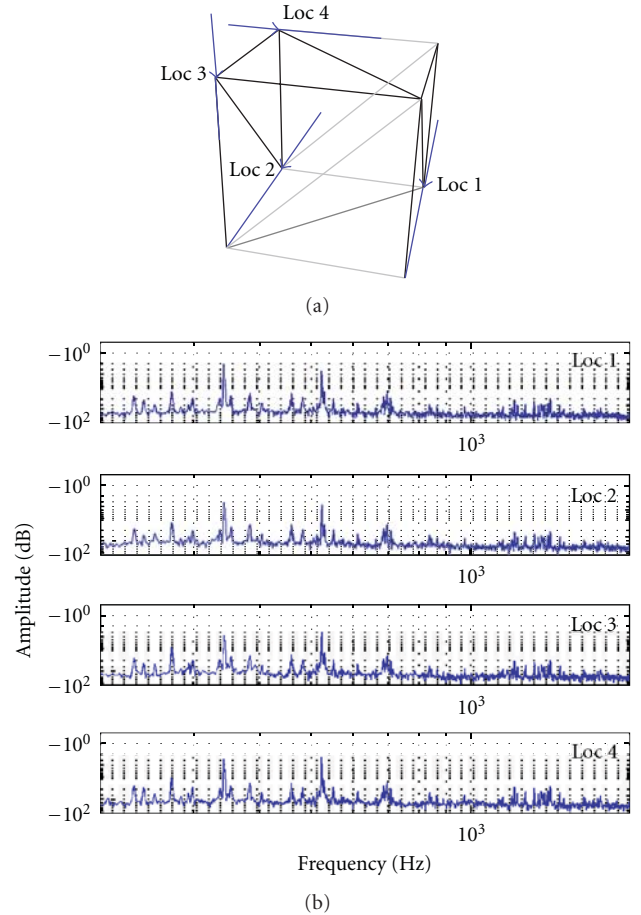 Loc 4
Loc 3
Loc 2
Loc 1
(a)
−10⁰
Loc 1
−10²
10³
−10⁰
Loc 2
−10²
10³
Amplitude (dB)
−10⁰
Loc 3
−10²
10³
−10⁰
Loc 4
−10²
10³
Frequency (Hz)
(b)